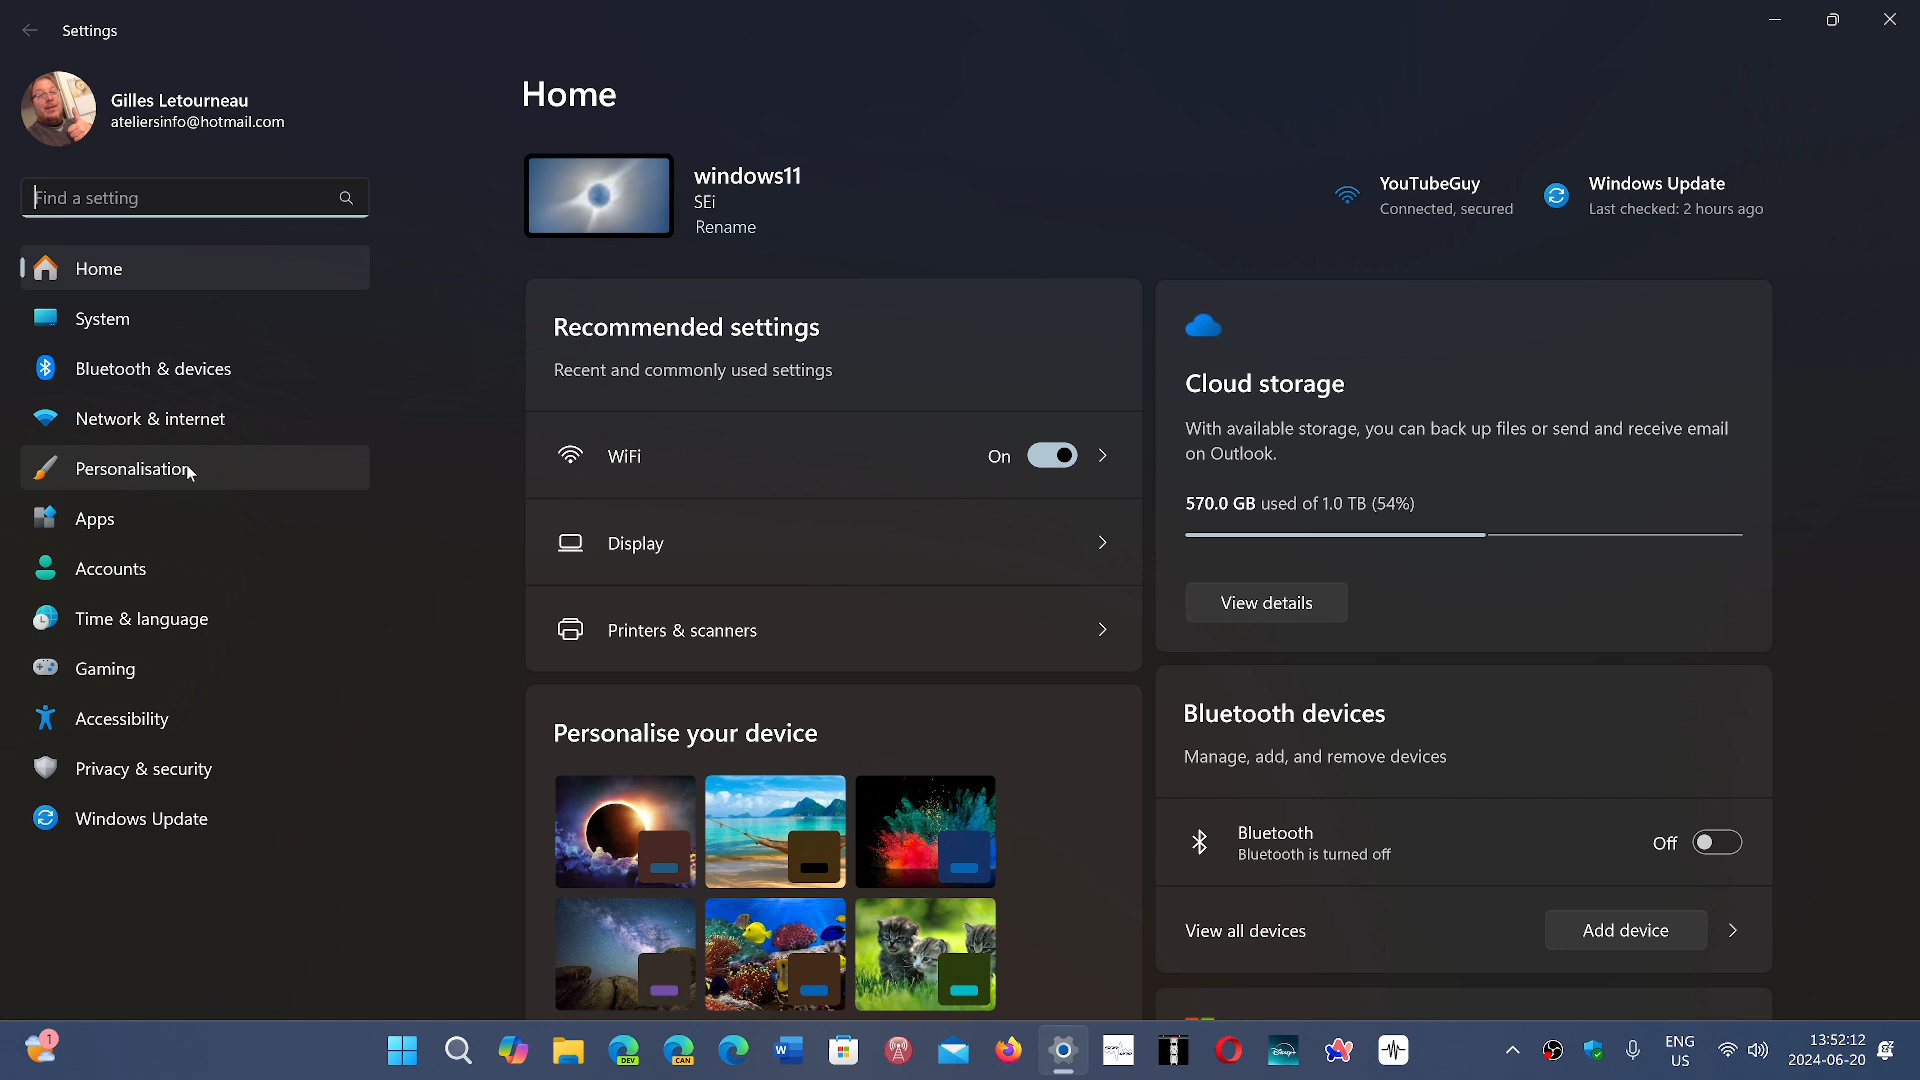 Settings
Gilles Letourneau
ateliersinfo@hotmail.com
Find a setting
Home
System
Bluetooth & devices
Network & internet
Personalisation
Apps
Accounts
Time & language
Gaming
Accessibility
Privacy & security
Windows Update
Home
windows11
SEi
Rename
YouTubeGuy
Connected, secured
Windows Update
Last checked: 2 hours ago
Recommended settings
Recent and commonly used settings
WiFi
On
Display
Printers & scanners
Personalise your device
Cloud storage
With available storage, you can back up files or send and receive email
on Outlook.
570.0 GB used of 1.0 TB (54%)
View details
Bluetooth devices
Manage, add, and remove devices
Bluetooth
Bluetooth is turned off
Off
View all devices
Add device
1
DEV
CAN
W
Disney+
ENG
US
13:52:12
2024-06-20